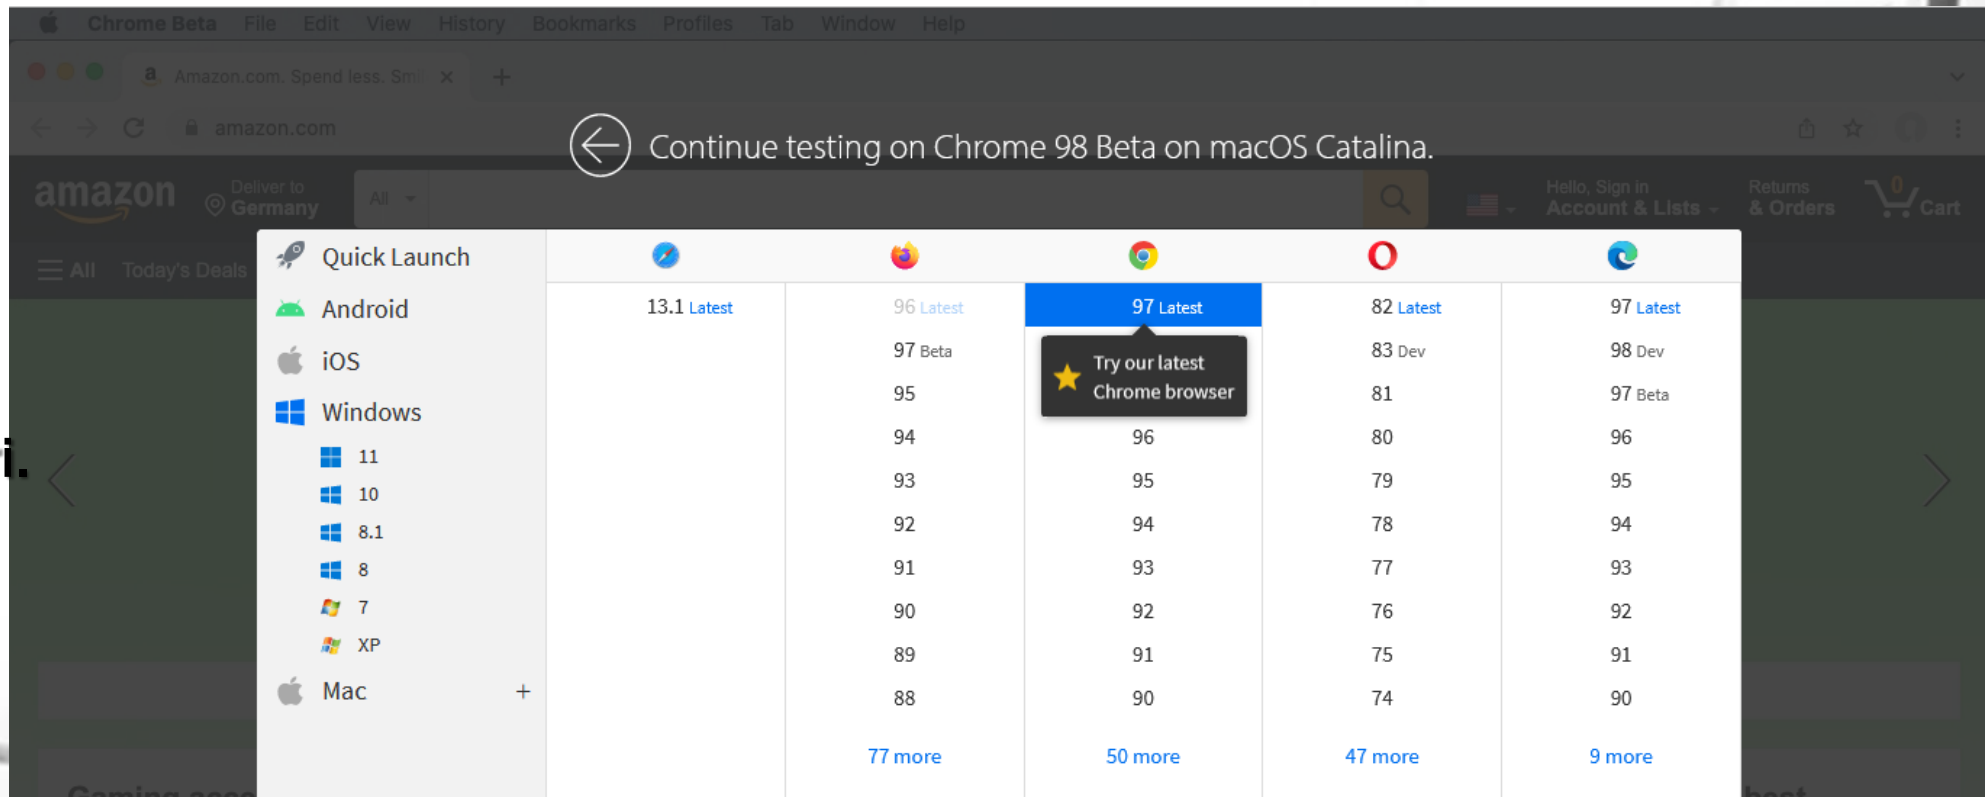 Chrome Beta File Edit View History Bookmarks Profiles Tab Window Help
a Amazon.com. Spend less. Smi × +
amazon.com
Continue testing on Chrome 98 Beta on macOS Catalina.
amazon
Deliver to
Germany
All
Hello, Sign in
Account & Lists
Returns
& Orders
0
Cart
All Today's Deals
Quick Launch
Android
iOS
Windows
11
10
8.1
8
7
XP
Mac +
13.1 Latest
96 Latest
97 Beta
95
94
93
92
91
90
89
88
77 more
97 Latest
Try our latest
Chrome browser
96
95
94
93
92
91
90
50 more
82 Latest
83 Dev
81
80
79
78
77
76
75
74
47 more
97 Latest
98 Dev
97 Beta
96
95
94
93
92
91
90
9 more
i.